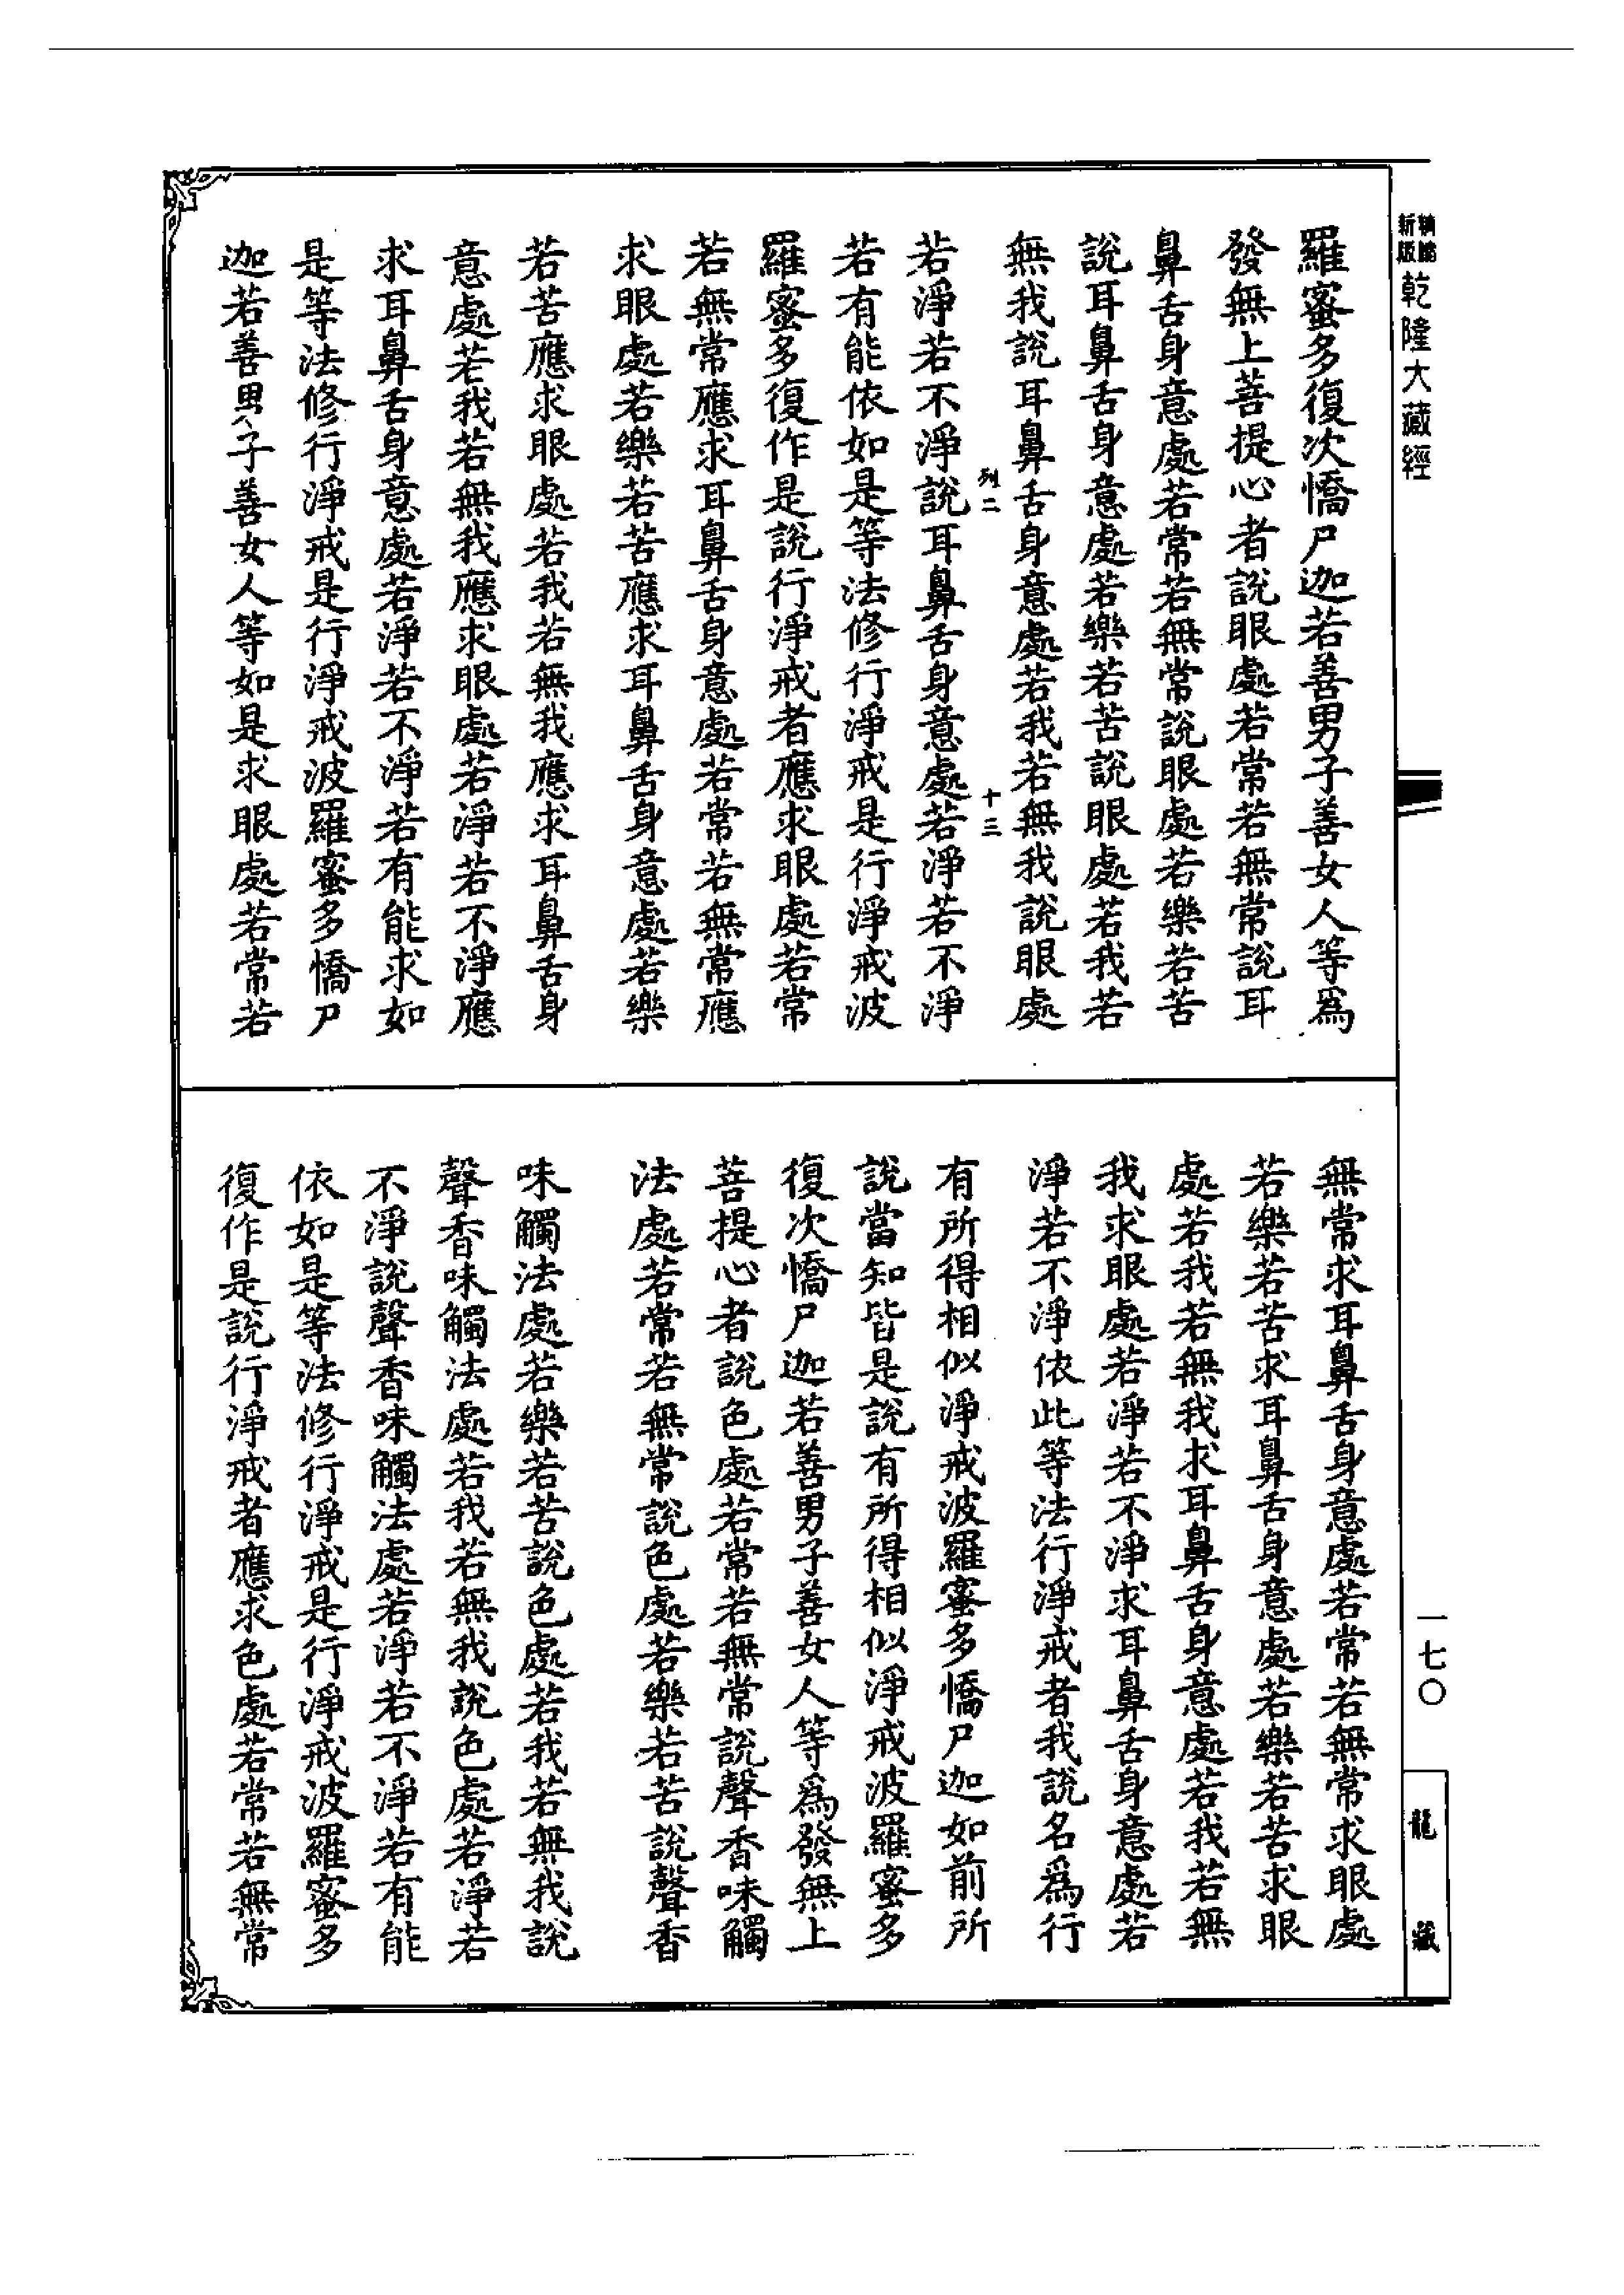 精縮
新版
乾隆大藏經
羅蜜多復次憍尸迦若善男子善女人等爲
發無上菩提心者說眼處若常若無常說耳
鼻舌身意處若常若無常說眼處若樂若苦
說耳鼻舌身意處若樂若苦說眼處若我若
無我說耳鼻舌身意處若我若無我說眼處
列二
十三
若淨若不淨說耳鼻舌身意處若淨若不淨
若有能依如是等法修行淨戒是行淨戒波
羅蜜多復作是說行淨戒者應求眼處若常
若無常應求耳鼻舌身意處若常若無常應
求眼處若樂若苦應求耳鼻舌身意處若樂
若苦應求眼處若我若無我應求耳鼻舌身
意處若我若無我應求眼處若淨若不淨應
求耳鼻舌身意處若淨若不淨若有能求如
是等法修行淨戒是行淨戒波羅蜜多憍尸
迦若善男子善女人等如是求眼處若常若
無常求耳鼻舌身意處若常若無常求眼處
若樂若苦求耳鼻舌身意處若樂若苦求眼
處若我若無我求耳鼻舌身意處若我若無
我求眼處若淨若不淨求耳鼻舌身意處若
淨若不淨依此等法行淨戒者我說名爲行
有所得相似淨戒波羅蜜多憍尸迦如前所
說當知皆是說有所得相似淨戒波羅蜜多
復次憍尸迦若善男子善女人等爲發無上
菩提心者說色處若常若無常說聲香味觸
法處若常若無常說色處若樂若苦說聲香
味觸法處若樂若苦說色處若我若無我說
聲香味觸法處若我若無我說色處若淨若
不淨說聲香味觸法處若淨若不淨若有能
依如是等法修行淨戒是行淨戒波羅蜜多
復作是說行淨戒者應求色處若常若無常
一七〇
龍藏